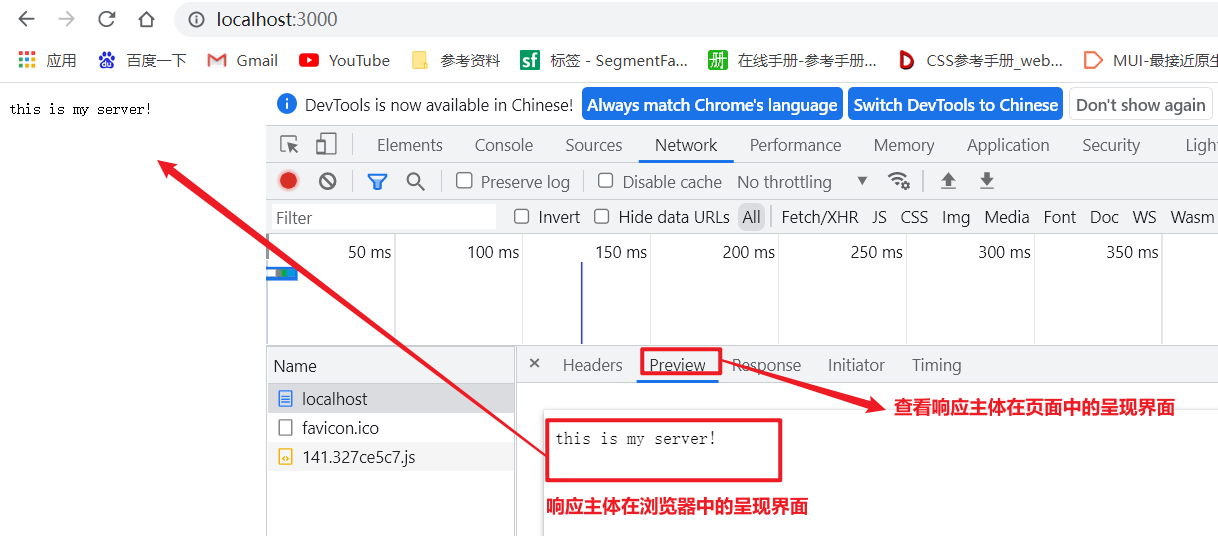 localhost:3000
应用 百度一下 Gmail YouTube 参考资料 sf 标签 - SegmentFa... 册 在线手册-参考手册... CSS参考手册_web... MUI-最接近原生
this is my server!
DevTools is now available in Chinese! Always match Chrome's language Switch DevTools to Chinese Don't show again
Elements Console Sources Network Performance Memory Application Security Ligh
Preserve log Disable cache No throttling
Filter Invert Hide data URLs All Fetch/XHR JS CSS Img Media Font Doc WS Wasm
50 ms 100 ms 150 ms 200 ms 250 ms 300 ms 350 ms
Name
localhost
favicon.ico
141.327ce5c7.js
× Headers Preview Response Initiator Timing
查看响应主体在页面中的呈现界面
this is my server!
响应主体在浏览器中的呈现界面